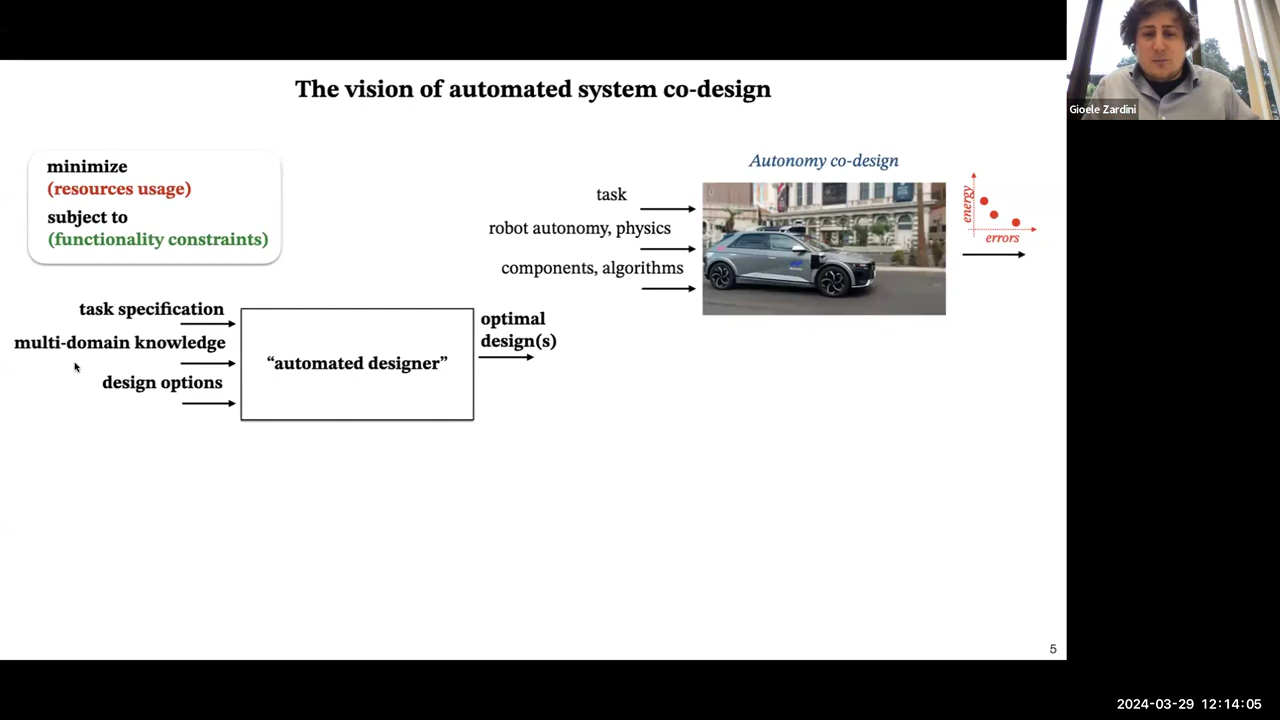 The vision of automated system co-design
minimize
(resources usage)
subject to
(functionality constraints)
task specification
multi-domain knowledge
design options
“automated designer”
optimal
design(s)
Autonomy co-design
task
robot autonomy, physics
components, algorithms
energy
errors
5
Gioele Zardini
2024-03-29 12:14:05